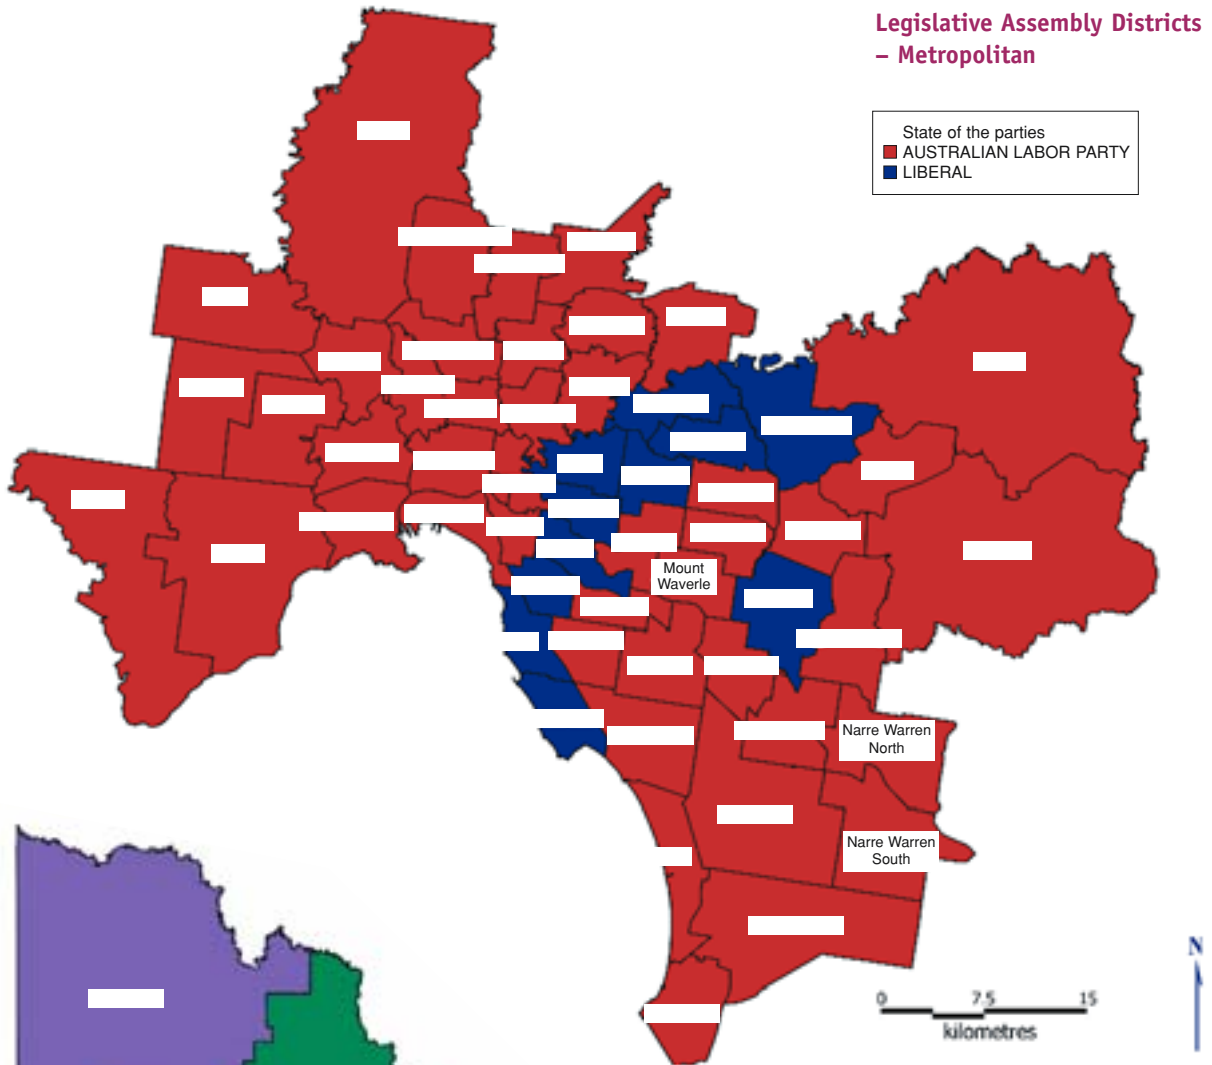 Legislative Assembly Districts
– Metropolitan
State of the parties
AUSTRALIAN LABOR PARTY
LIBERAL
Mount
Waverle
Narre Warren
North
Narre Warren
South
N
0 7.5 15
kilometres